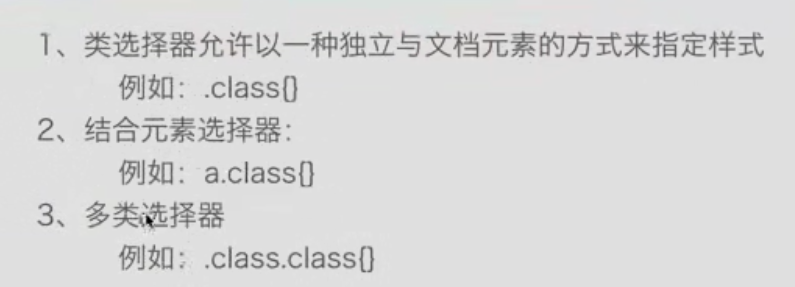 1、类选择器允许以一种独立与文档元素的方式来指定样式
例如：.class{}
2、结合元素选择器：
例如：a.class{}
3、多类选择器
例如：.class.class{}